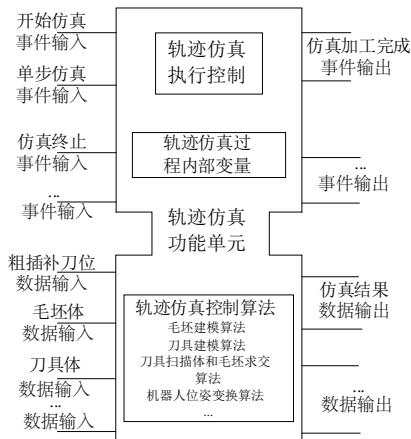 开始仿真
事件输入
单步仿真
事件输入
仿真终止
事件输入
...
事件输入
轨迹仿真
执行控制
轨迹仿真过
程内部变量
仿真加工完成
事件输出
...
事件输出
轨迹仿真
功能单元
粗插补刀位
数据输入
毛坯体
数据输入
刀具体
数据输入
...
数据输入
轨迹仿真控制算法
毛坯建模算法
刀具建模算法
刀具扫描体和毛坯求交
算法
机器人位姿变换算法
...
仿真结果
数据输出
...
数据输出